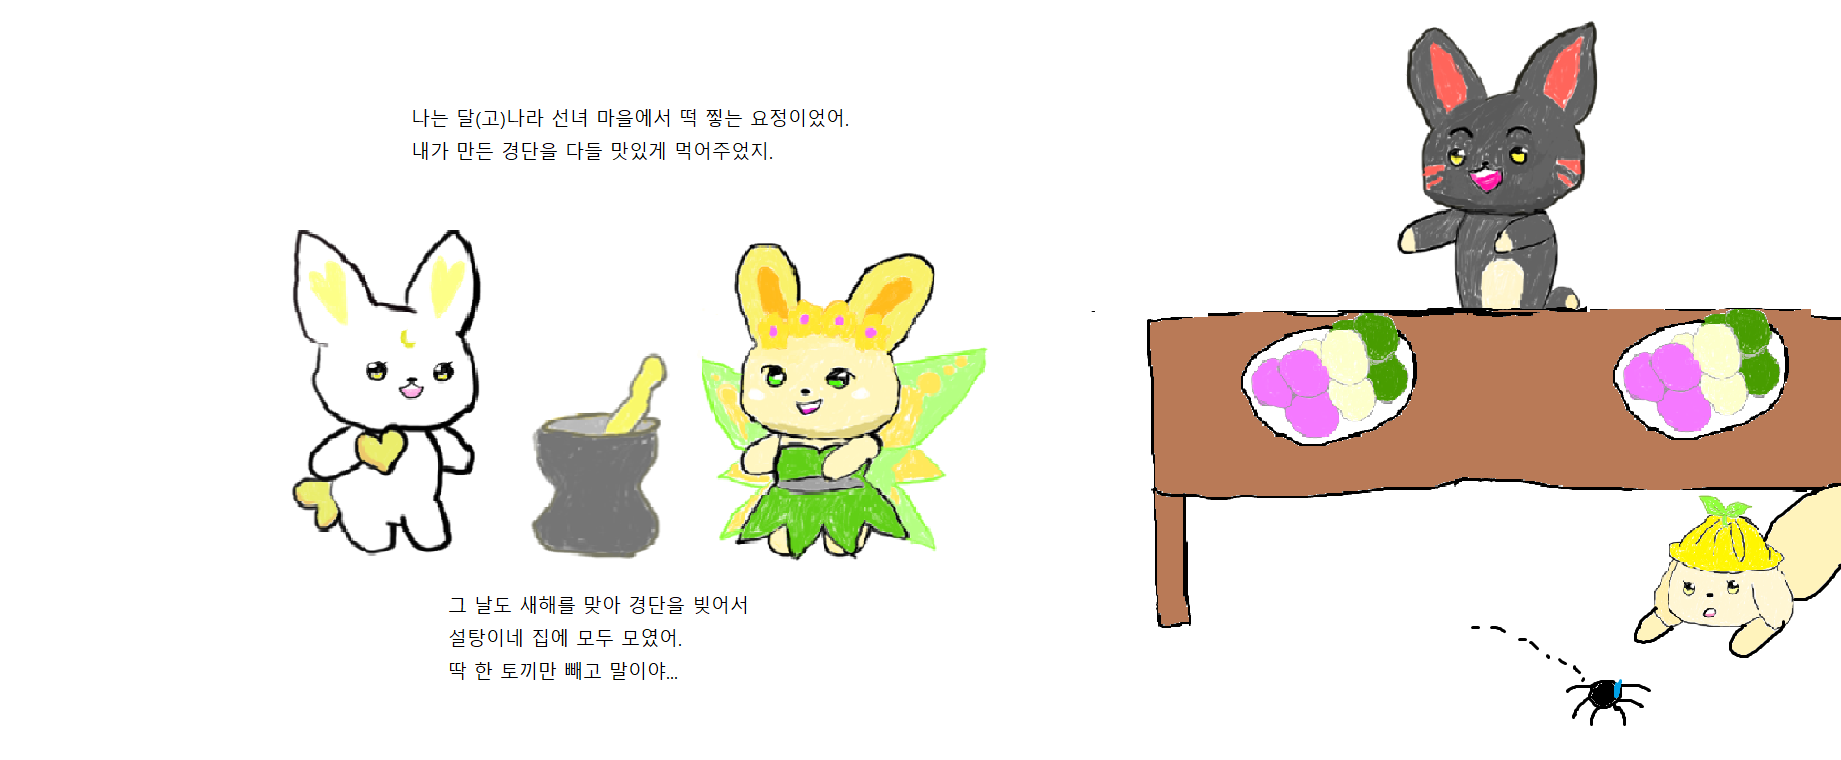 나는 달(고)나라 선녀 마을에서 떡 찧는 요정이었어.
내가 만든 경단을 다들 맛있게 먹어주었지.
그 날도 새해를 맞아 경단을 빚어서
설탕이네 집에 모두 모였어.
딱 한 토끼만 빼고 말이야...